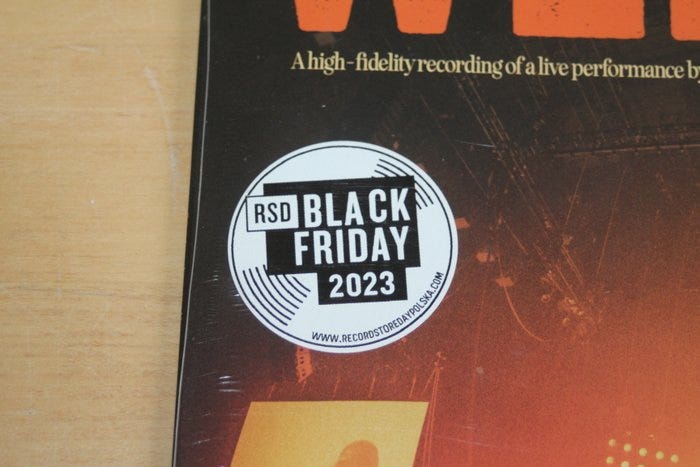 A high-fidelity recording of a live performance by
RSD
BLACK
FRIDAY
2023
WWW.RECORDSTOREDAYPOLSKA.COM